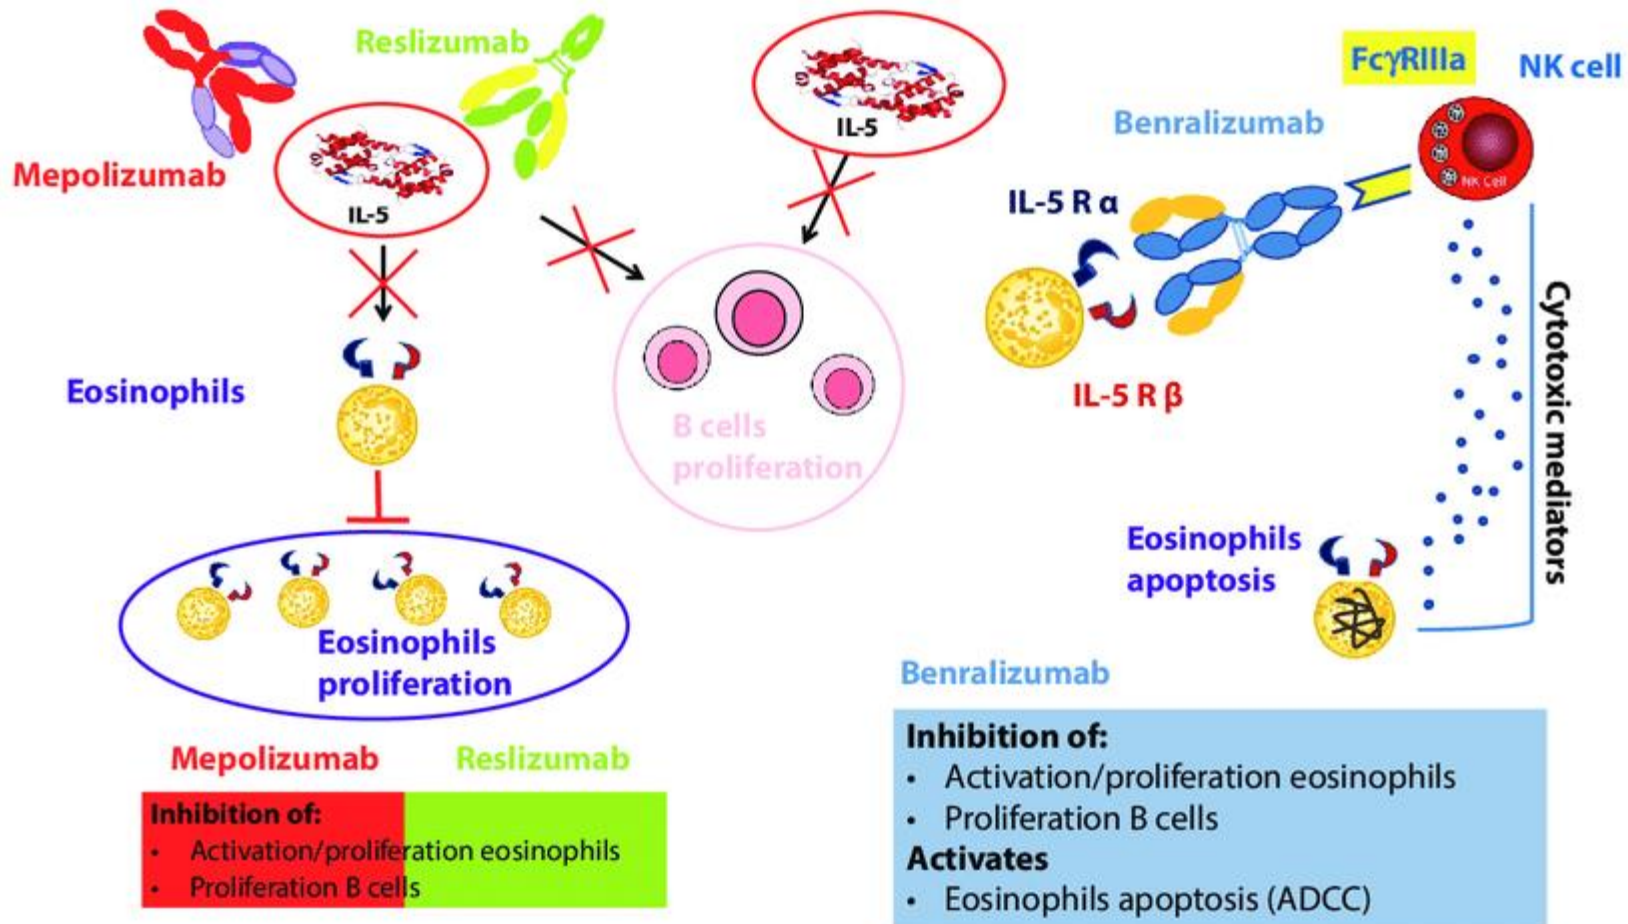 Reslizumab
Mepolizumab
IL-5
IL-5
Benralizumab
FcγRIIIa
NK cell
NK Cell
IL-5 R α
IL-5 R β
Eosinophils
B cells
proliferation
Cytotoxic mediators
Eosinophils
apoptosis
Eosinophils
proliferation
Mepolizumab
Reslizumab
Inhibition of:
• Activation/proliferation eosinophils
• Proliferation B cells
Benralizumab
Inhibition of:
• Activation/proliferation eosinophils
• Proliferation B cells
Activates
• Eosinophils apoptosis (ADCC)